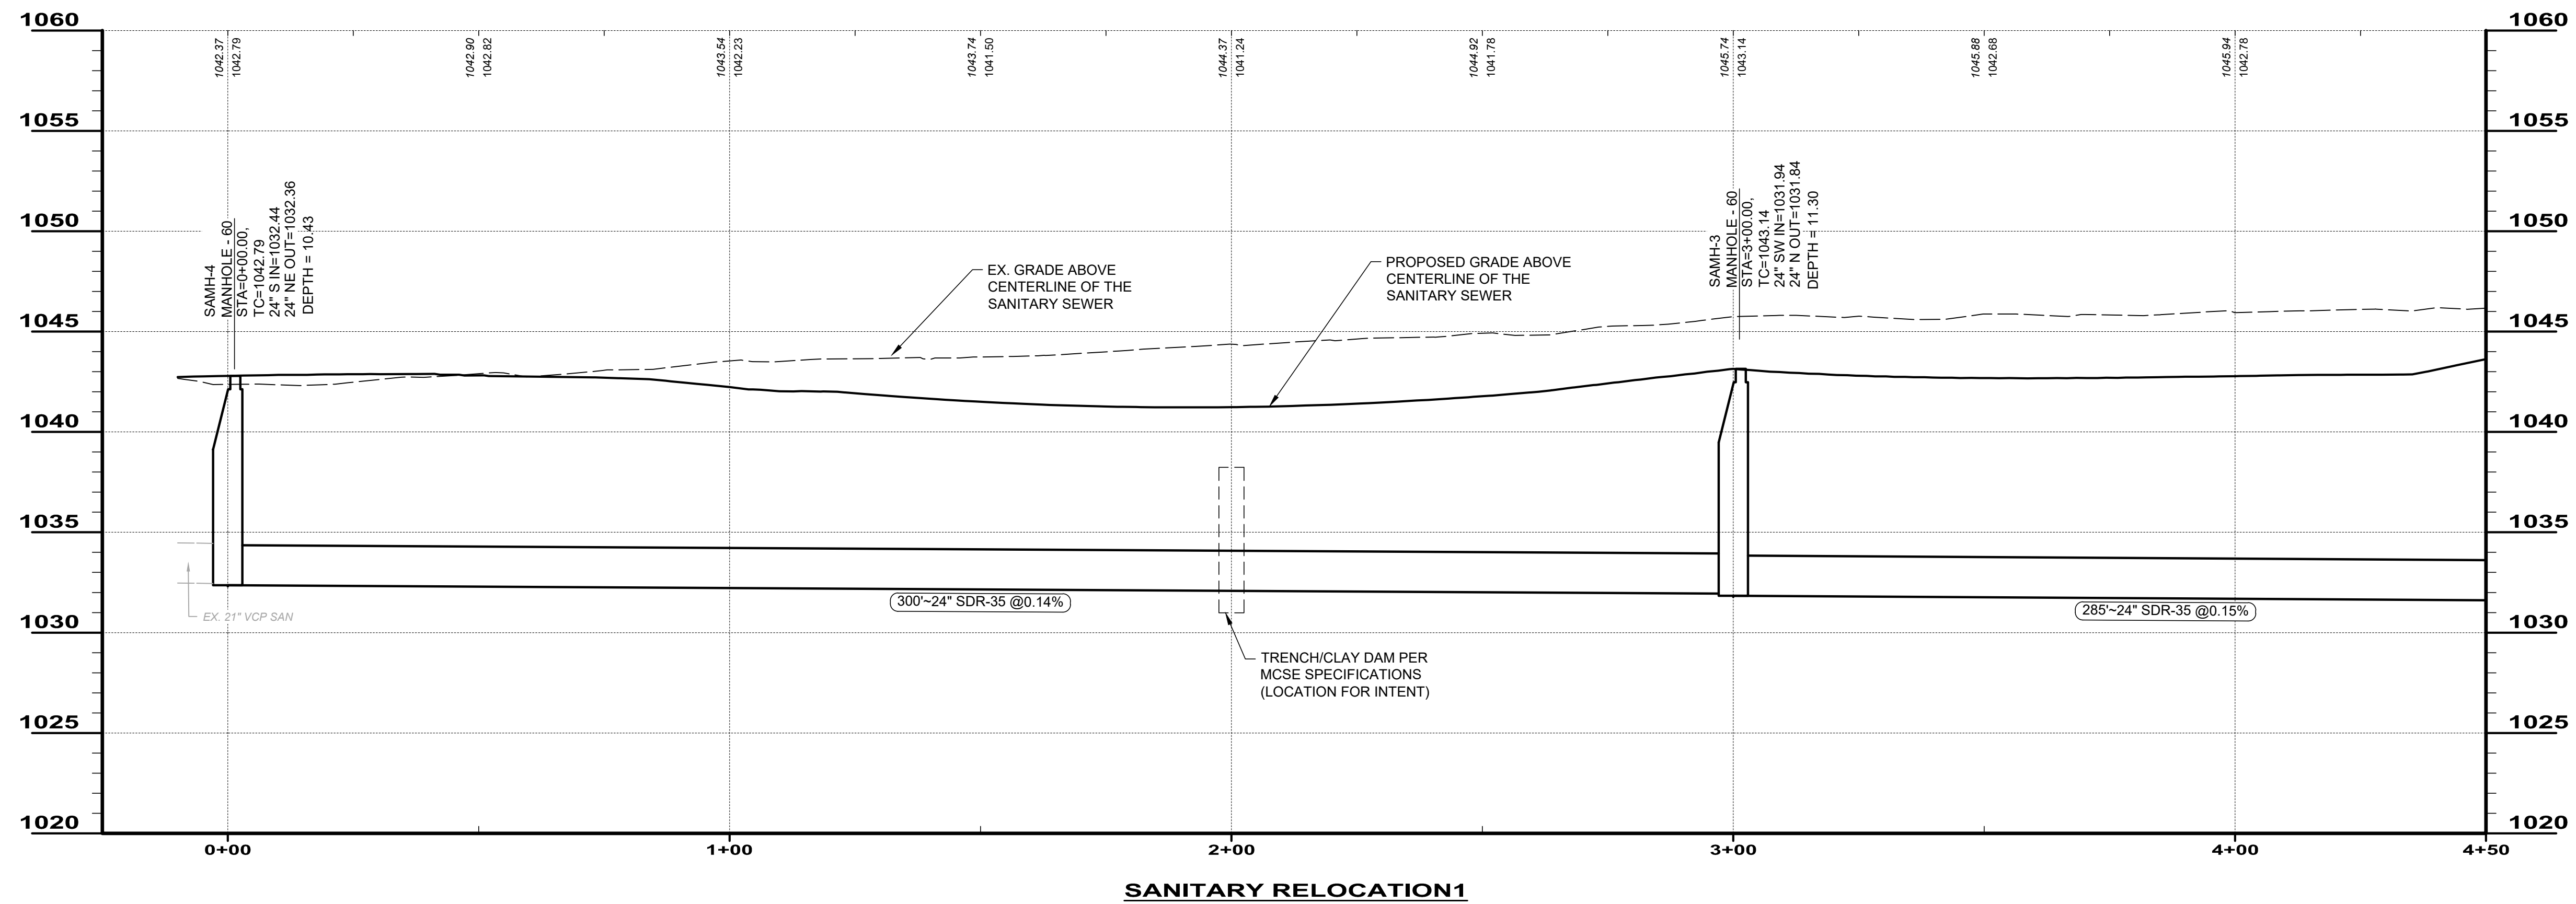 1060
1060
1042.37
1042.79
1042.90
1042.82
1043.54
1042.23
1043.74
1041.50
1044.37
1041.24
1044.92
1041.78
1045.74
1043.14
1045.88
1042.68
1045.94
1042.78
1055
1055
SAMH-4
MANHOLE - 60
STA=0+00.00,
TC=1042.79
24" S IN=1032.44
24" NE OUT=1032.36
DEPTH = 10.43
SAMH-3
MANHOLE - 60
STA=3+00.00,
TC=1043.14
24" SW IN=1031.94
24" N OUT=1031.84
DEPTH = 11.30
1050
1050
EX. GRADE ABOVE
CENTERLINE OF THE
SANITARY SEWER
PROPOSED GRADE ABOVE
CENTERLINE OF THE
SANITARY SEWER
1045
1045
1040
1040
1035
1035
300'~24" SDR-35 @0.14%
285'~24" SDR-35 @0.15%
EX. 21" VCP SAN
1030
1030
TRENCH/CLAY DAM PER
MCSE SPECIFICATIONS
(LOCATION FOR INTENT)
1025
1025
1020
1020
0+00
1+00
2+00
3+00
4+00
4+50
SANITARY RELOCATION1